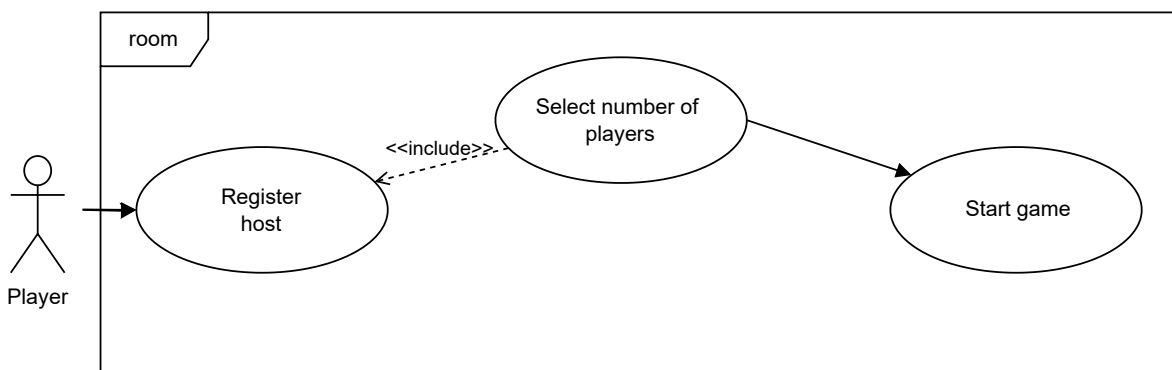 room
Select number of
players
<<include>>
Register
host
Start game
Player